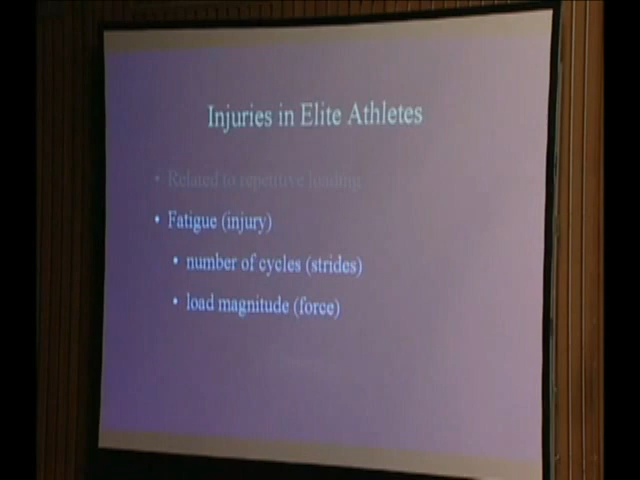 Injuries in Elite Athletes
• Related to repetitive loading
• Fatigue (injury)
• number of cycles (strides)
• load magnitude (force)